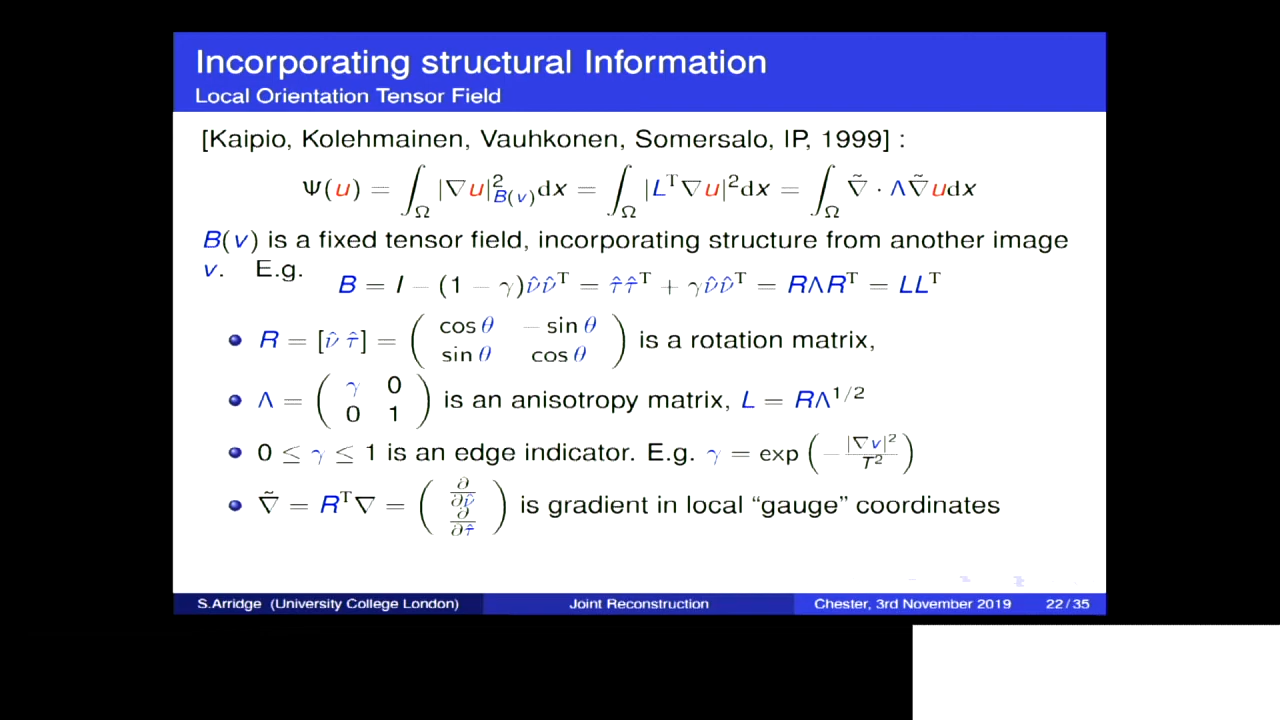 Incorporating structural Information
Local Orientation Tensor Field
[Kaipio, Kolehmainen, Vauhkonen, Somersalo, IP, 1999] :
Ψ(u) = ∫_Ω |∇u|²_{B(v)} dx = ∫_Ω |Lᵀ∇u|² dx = ∫_Ω ∇̃ · Λ∇̃u dx
B(v) is a fixed tensor field, incorporating structure from another image
v. E.g.
B = I − (1 − γ)ν̂ν̂ᵀ = τ̂τ̂ᵀ + γν̂ν̂ᵀ = RΛRᵀ = LLᵀ
R = [ν̂ τ̂] = ( cos θ − sin θ ; sin θ cos θ ) is a rotation matrix,
Λ = ( γ 0 ; 0 1 ) is an anisotropy matrix, L = RΛ^{1/2}
0 ≤ γ ≤ 1 is an edge indicator. E.g. γ = exp ( − |∇v|² / T² )
∇̃ = Rᵀ∇ = ( ∂/∂ν̂ ; ∂/∂τ̂ ) is gradient in local “gauge” coordinates
S.Arridge (University College London) Joint Reconstruction Chester, 3rd November 2019 22 / 35